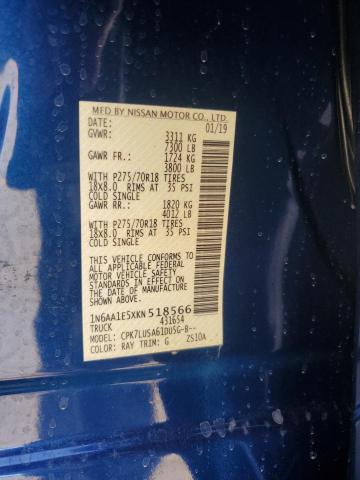 MFD BY NISSAN MOTOR CO., LTD.
DATE: 01/19
GVWR: 3311 KG
7300 LB
GAWR FR.: 1724 KG
3800 LB
WITH P275/70R18 TIRES
18X8.0 RIMS AT 35 PSI
COLD SINGLE
GAWR RR.: 1820 KG
4012 LB
WITH P275/70R18 TIRES
18X8.0 RIMS AT 35 PSI
COLD SINGLE
THIS VEHICLE CONFORMS TO
ALL APPLICABLE FEDERAL
MOTOR VEHICLE SAFETY
STANDARDS IN EFFECT ON
THE DATE OF MANUFACTURE
SHOWN ABOVE.
1N6AA1E5XKN518566
TRUCK 431654
MODEL: CPK7LUSA61DU5G-B--
COLOR: RAY TRIM: G ZS10A